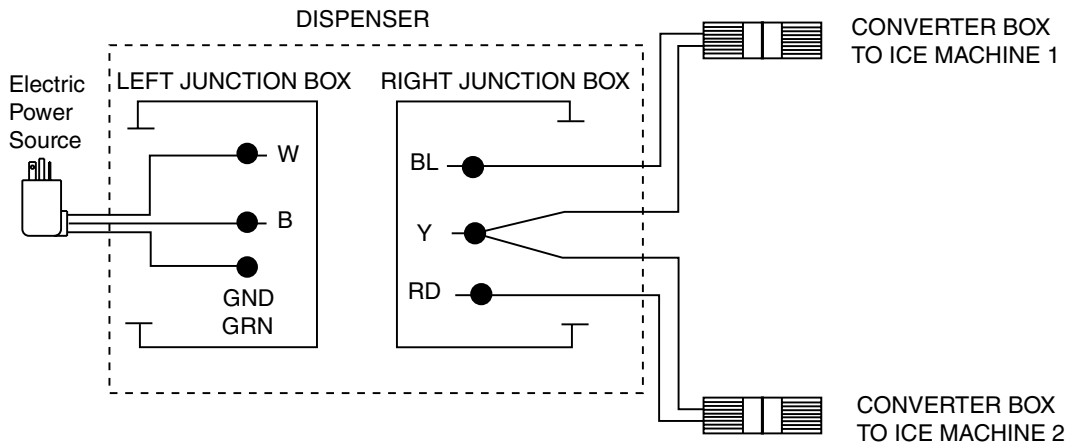 DISPENSER
CONVERTER BOX
TO ICE MACHINE 1
Electric
Power
Source
LEFT JUNCTION BOX
RIGHT JUNCTION BOX
W
B
GND
GRN
BL
Y
RD
CONVERTER BOX
TO ICE MACHINE 2